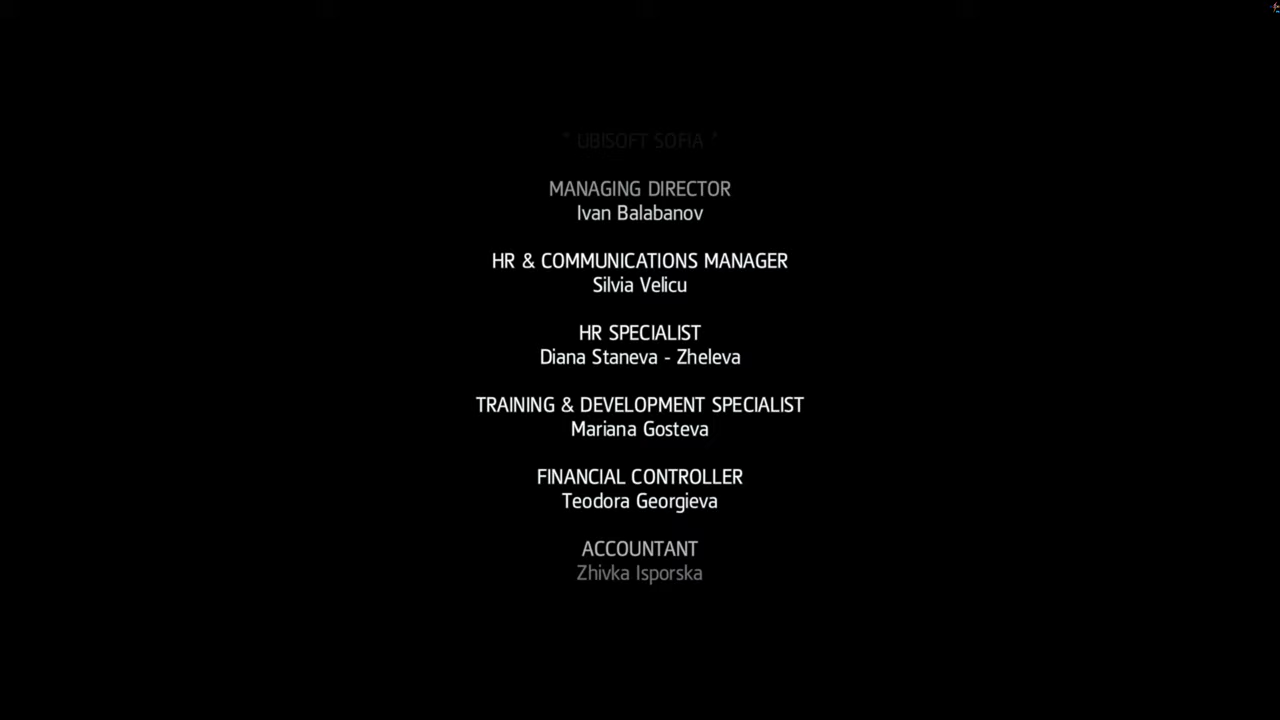 " UBISOFT SOFIA "
MANAGING DIRECTOR
Ivan Balabanov
HR & COMMUNICATIONS MANAGER
Silvia Velicu
HR SPECIALIST
Diana Staneva - Zheleva
TRAINING & DEVELOPMENT SPECIALIST
Mariana Gosteva
FINANCIAL CONTROLLER
Teodora Georgieva
ACCOUNTANT
Zhivka Isporska